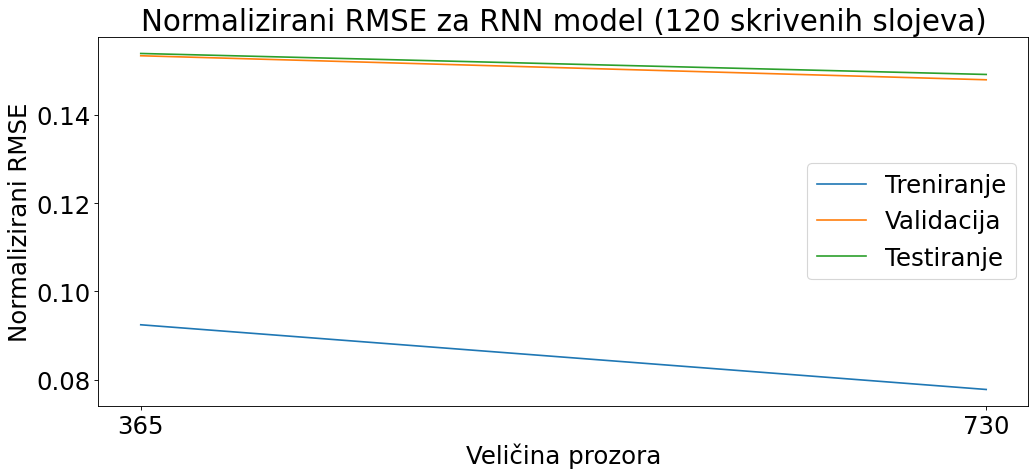 Normalizirani RMSE za RNN model (120 skrivenih slojeva)
Normalizirani RMSE
0.14
0.12
0.10
0.08
Treniranje
Validacija
Testiranje
365
730
Veličina prozora